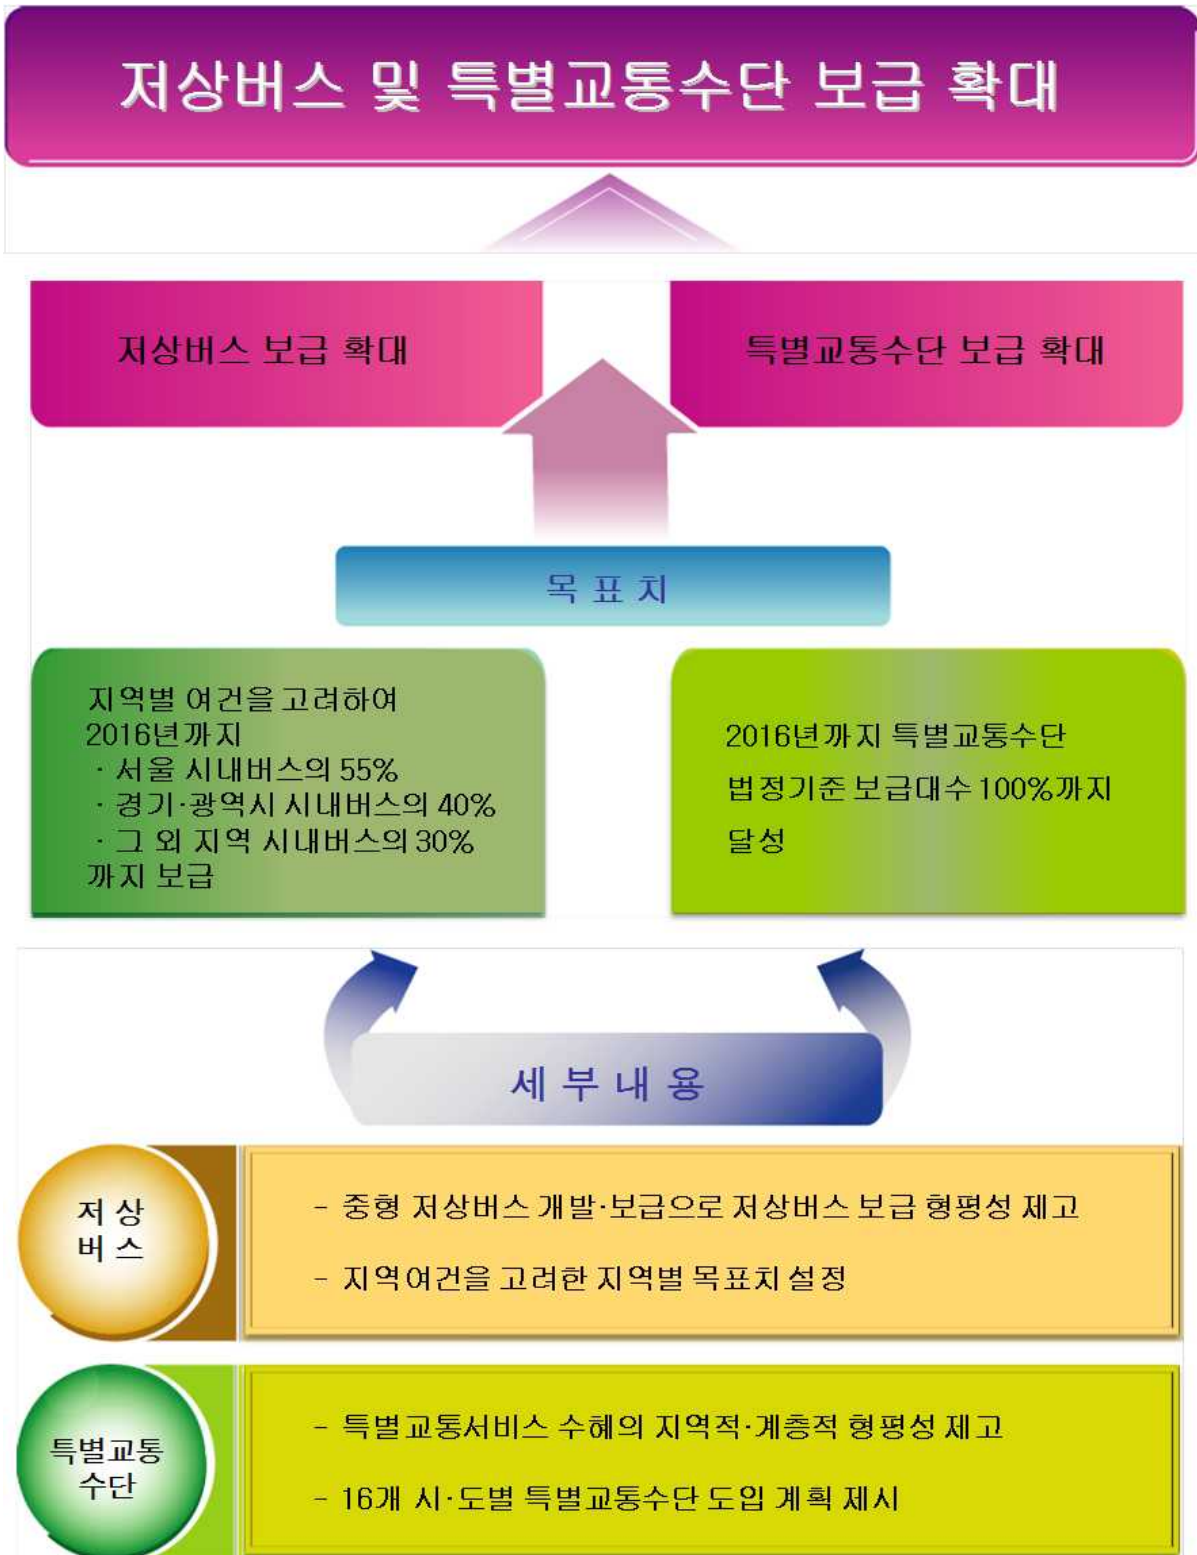 저상버스 및 특별교통수단 보급 확대
저상버스 보급 확대
특별교통수단 보급 확대
목 표 치
지역별 여건을 고려하여
2016년까지
· 서울 시내버스의 55%
· 경기·광역시 시내버스의 40%
· 그 외 지역 시내버스의 30%
까지 보급
2016년까지 특별교통수단
법정기준 보급대수 100%까지
달성
세 부 내 용
저 상
버 스
- 중형 저상버스 개발·보급으로 저상버스 보급 형평성 제고
- 지역여건을 고려한 지역별 목표치 설정
특별교통
수단
- 특별교통서비스 수혜의 지역적·계층적 형평성 제고
- 16개 시·도별 특별교통수단 도입 계획 제시